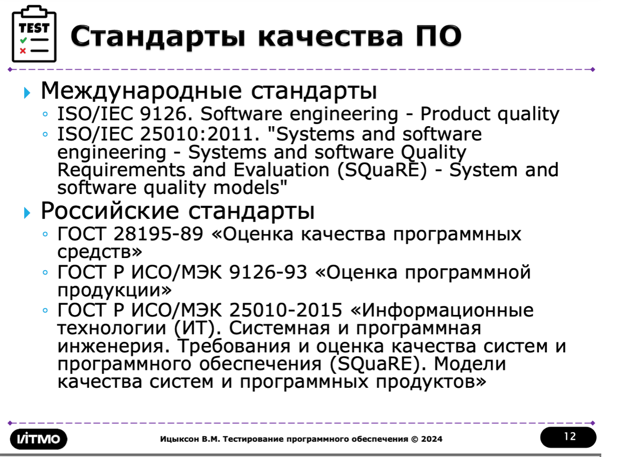 TEST
Стандарты качества ПО
Международные стандарты
ISO/IEC 9126. Software engineering - Product quality
ISO/IEC 25010:2011. "Systems and software
engineering - Systems and software Quality
Requirements and Evaluation (SQuaRE) - System and
software quality models"
Российские стандарты
ГОСТ 28195-89 «Оценка качества программных
средств»
ГОСТ Р ИСО/МЭК 9126-93 «Оценка программной
продукции»
ГОСТ Р ИСО/МЭК 25010-2015 «Информационные
технологии (ИТ). Системная и программная
инженерия. Требования и оценка качества систем и
программного обеспечения (SQuaRE). Модели
качества систем и программных продуктов»
ИТМО
Ицыксон В.М. Тестирование программного обеспечения © 2024
12